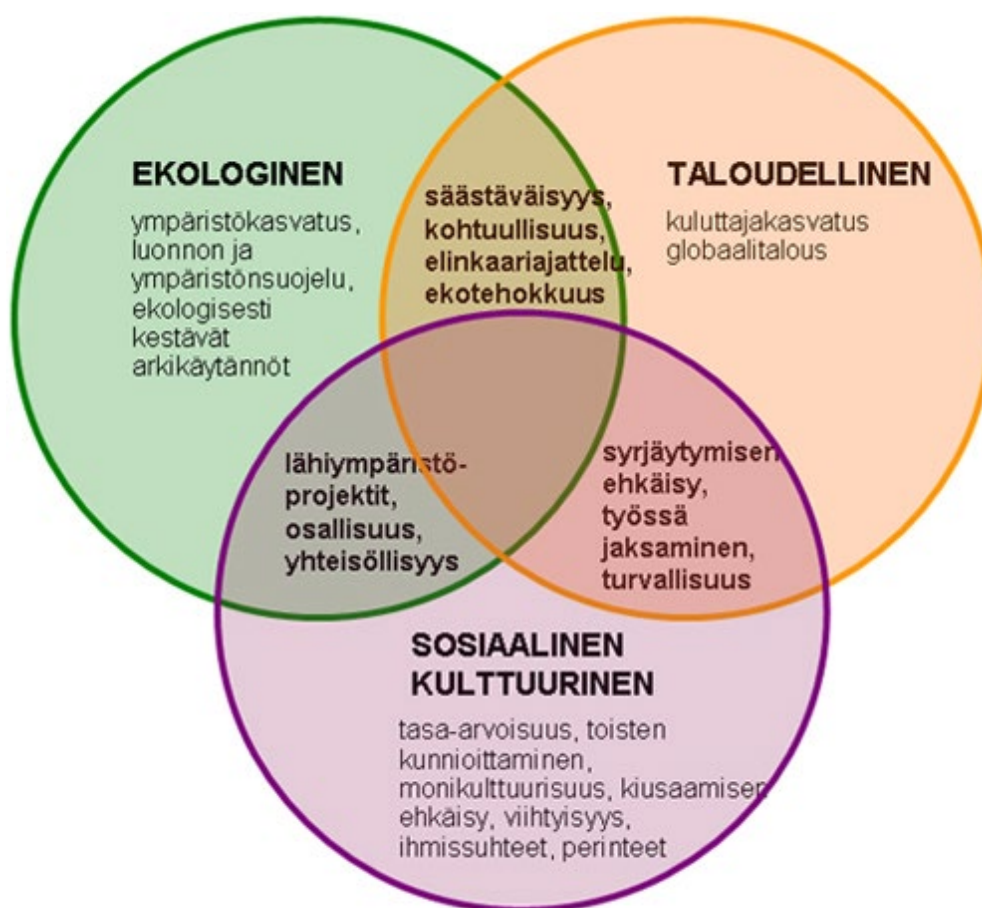 EKOLOGINEN
ympäristökasvatus,
luonnon ja
ympäristönsuojelu,
ekologisesti
kestävät
arkikäytännöt
säästäväisyys,
kohtuullisuus,
elinkaariajattelu,
ekotehokkuus
TALOUDELLINEN
kuluttajakasvatus
globaalitalous
lähiympäristö-
projektit,
osallisuus,
yhteisöllisyys
syrjäytymisen
ehkäisy,
työssä
jaksaminen,
turvallisuus
SOSIAALINEN
KULTTUURINEN
tasa-arvoisuus, toisten
kunnioittaminen,
monikulttuurisuus, kiusaamisen
ehkäisy, viihtyisyys,
ihmissuhteet, perinteet